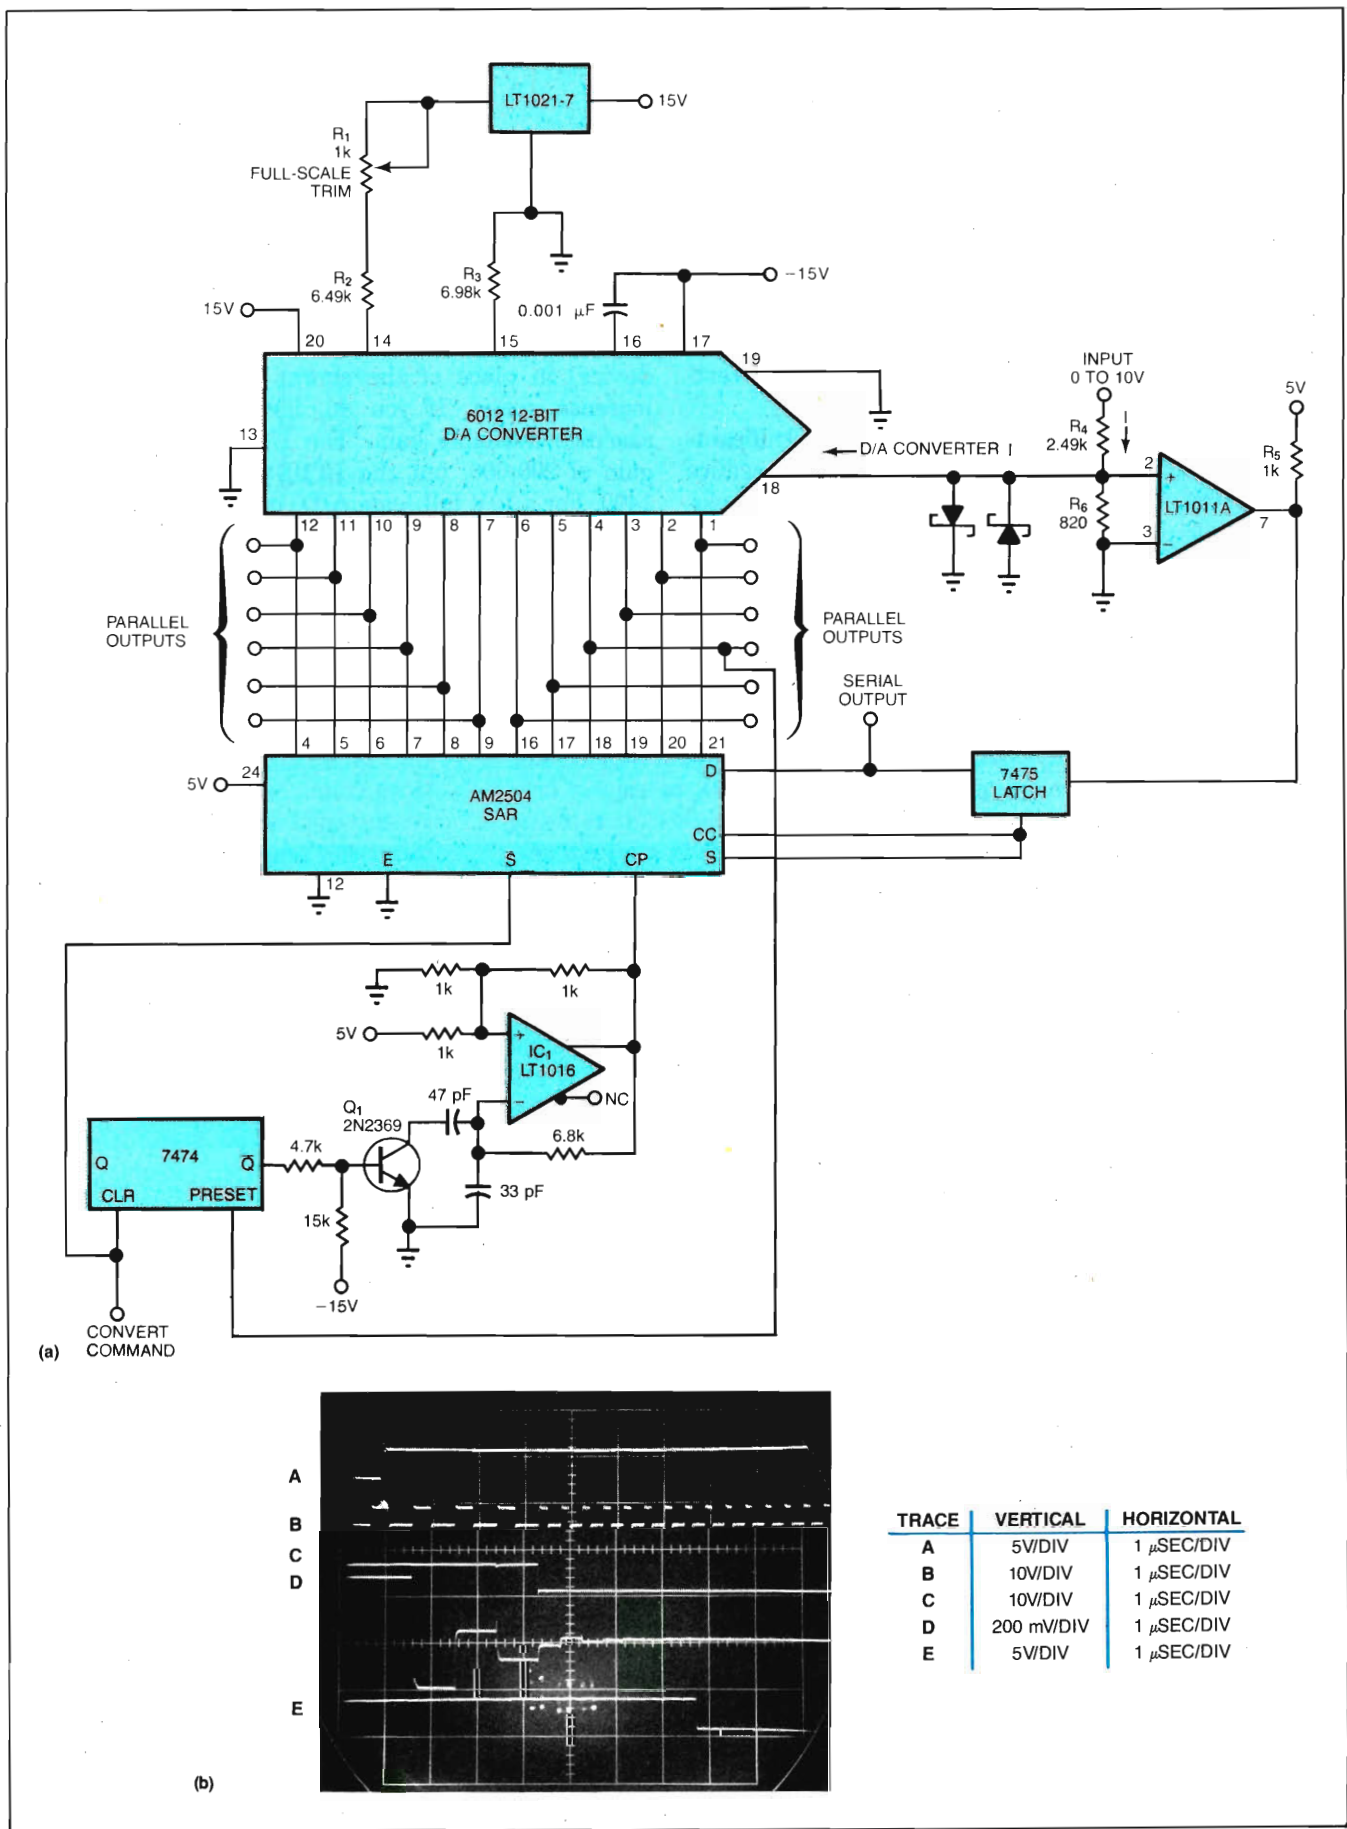 LT1021-7
15V
R1
1k
FULL-SCALE
TRIM
R2
6.49k
R3
6.98k
-15V
0.001 µF
15V
20
14
15
16
17
19
6012 12-BIT
D/A CONVERTER
13
18
D/A CONVERTER I
INPUT
0 TO 10V
I
R4
2.49k
5V
R5
1k
2
+
LT1011A
7
R6
820
3
−
12
11
10
9
8
7
6
5
4
3
2
1
PARALLEL
OUTPUTS
PARALLEL
OUTPUTS
SERIAL
OUTPUT
4
5
6
7
8
9
16
17
18
19
20
21
5V
24
D
AM2504
SAR
7475
LATCH
CC
S
E
S
CP
12
1k
1k
5V
1k
+
IC1
LT1016
−
NC
47 pF
Q1
2N2369
6.8k
33 pF
7474
Q
Q̅
CLR
PRESET
4.7k
15k
-15V
CONVERT
COMMAND
(a)
A
B
C
D
E
(b)
TRACE VERTICAL HORIZONTAL
A 5V/DIV 1 µSEC/DIV
B 10V/DIV 1 µSEC/DIV
C 10V/DIV 1 µSEC/DIV
D 200 mV/DIV 1 µSEC/DIV
E 5V/DIV 1 µSEC/DIV